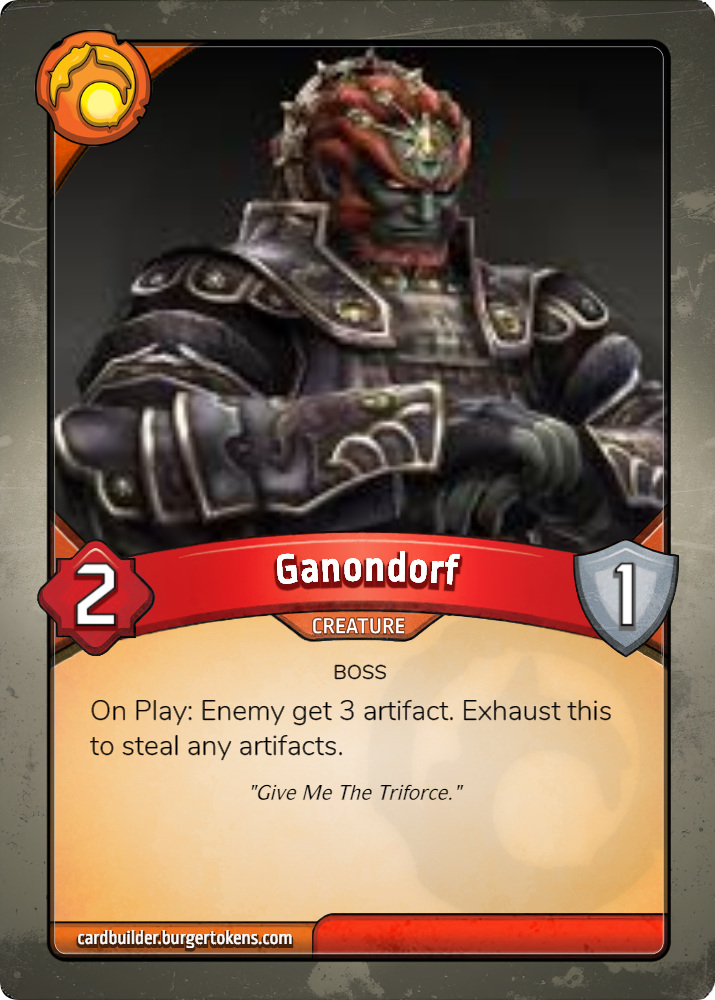 Ganondorf
2
1
CREATURE
BOSS
On Play: Enemy get 3 artifact. Exhaust this
to steal any artifacts.
"Give Me The Triforce."
cardbuilder.burgertokens.com